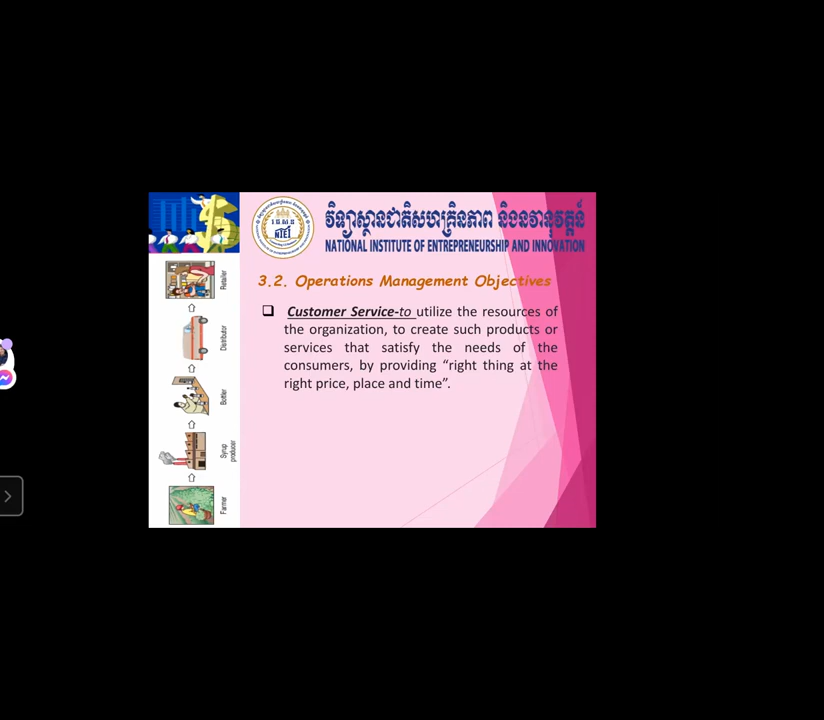 វិទ្យាស្ថានជាតិសហគ្រិនភាព និងនវានុវត្តន៍
NATIONAL INSTITUTE OF ENTREPRENEURSHIP AND INNOVATION
NIEI
3.2. Operations Management Objectives
Customer Service-to utilize the resources of
the organization, to create such products or
services that satisfy the needs of the
consumers, by providing “right thing at the
right price, place and time”.
Retailer
Distributor
Bottler
Syrup
producer
Farmer